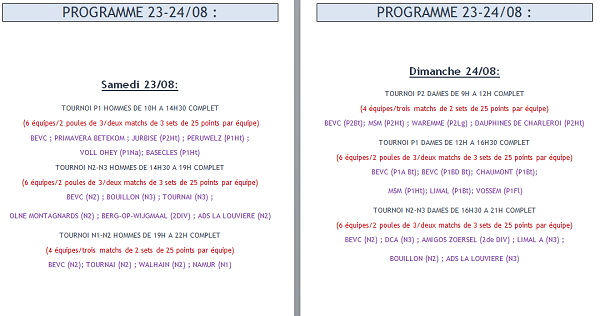 PROGRAMME 23-24/08 :
Samedi 23/08:
TOURNOI P1 HOMMES DE 10H A 14H30 COMPLET
(6 équipes/2 poules de 3/deux matchs de 3 sets de 25 points par équipe)
BEVC ; PRIMAVERA BETEKOM ; JURBISE (P2Ht) ; PERUWELZ (P1Ht) ;
VOLL OHEY (P1Na); BASECLES (P1Ht)
TOURNOI N2-N3 HOMMES DE 14H30 A 19H COMPLET
(6 équipes/2 poules de 3/deux matchs de 3 sets de 25 points par équipe)
BEVC (N2) ; BOUILLON (N3) ; TOURNAI (N3) ;
OLNE MONTAGNARDS (N2) ; BERG-OP-WIJGMAAL (2DIV) ; ADS LA LOUVIERE (N2)
TOURNOI N1-N2 HOMMES DE 19H A 22H COMPLET
(4 équipes/trois matchs de 2 sets de 25 points par équipe)
BEVC (N2); TOURNAI (N2) ; WALHAIN (N2) ; NAMUR (N1)
PROGRAMME 23-24/08 :
Dimanche 24/08:
TOURNOI P2 DAMES DE 9H A 12H COMPLET
(4 équipes/trois matchs de 2 sets de 25 points par équipe)
BEVC (P2Bt); MSM (P2Ht) ; WAREMME (P2Lg) ; DAUPHINES DE CHARLEROI (P2Ht)
TOURNOI P1 DAMES DE 12H A 16H30 COMPLET
(6 équipes/2 poules de 3/deux matchs de 3 sets de 25 points par équipe)
BEVC (P1A Bt); BEVC (P1BD Bt); CHAUMONT (P1Bt);
MSM (P1Ht); LIMAL (P1Bt); VOSSEM (P1Fl)
TOURNOI N2-N3 DAMES DE 16H30 A 21H COMPLET
(6 équipes/2 poules de 3/deux matchs de 3 sets de 25 points par équipe)
BEVC (N2) ; DCA (N3) ; AMIGOS ZOERSEL (2de DIV) ; LIMAL A (N3) ;
BOUILLON (N2) ; ADS LA LOUVIERE (N3)